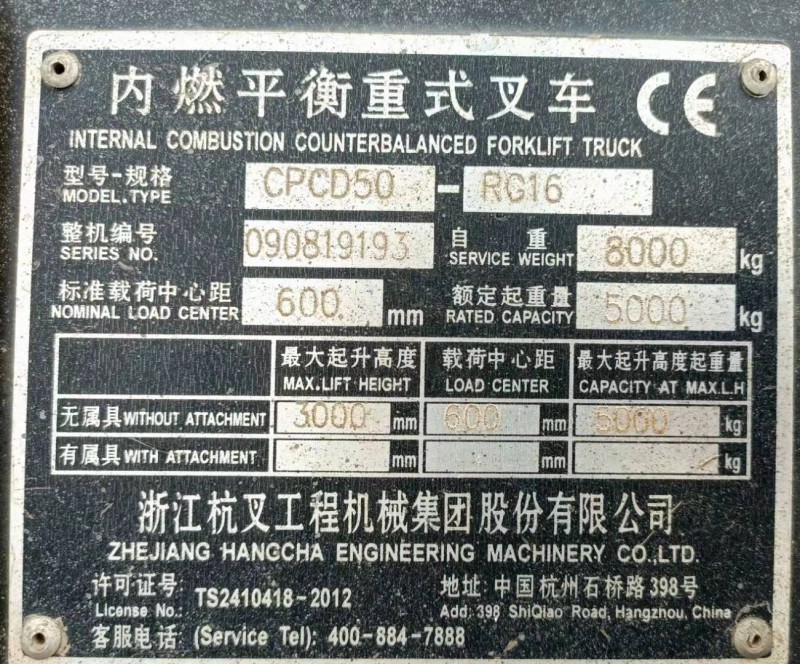 内燃平衡重式叉车 CE
INTERNAL COMBUSTION COUNTERBALANCED FORKLIFT TRUCK
型号-规格 CPCD50 - RG16
MODEL.TYPE
整机编号 090819193 自重 8000 kg
SERIES NO. SERVICE WEIGHT
标准载荷中心距 600 mm 额定起重量 5000 kg
NOMINAL LOAD CENTER RATED CAPACITY
最大起升高度 载荷中心距 最大起升高度起重量
MAX.LIFT HEIGHT LOAD CENTER CAPACITY AT MAX.L.H
无属具 WITHOUT ATTACHMENT 3000 mm 600 mm 5000 kg
有属具 WITH ATTACHMENT mm mm kg
浙江杭叉工程机械集团股份有限公司
ZHEJIANG HANGCHA ENGINEERING MACHINERY CO.,LTD.
许可证号 TS2410418-2012 地址: 中国杭州石桥路398号
License No.: Add: 398 ShiQiao Road, Hangzhou, China
客服电话: (Service Tel): 400-884-7888